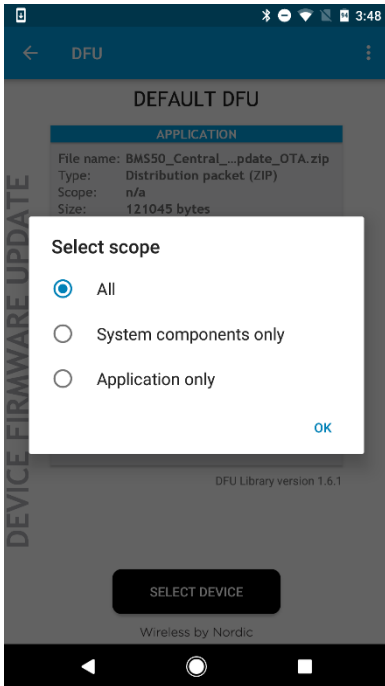 3:48
DFU
DEFAULT DFU
APPLICATION
File name: BMS50_Central_...pdate_OTA.zip
Type: Distribution packet (ZIP)
Scope: n/a
Size: 121045 bytes
DEVICE FIRMWARE UPDATE
Select scope
All
System components only
Application only
OK
DFU Library version 1.6.1
SELECT DEVICE
Wireless by Nordic